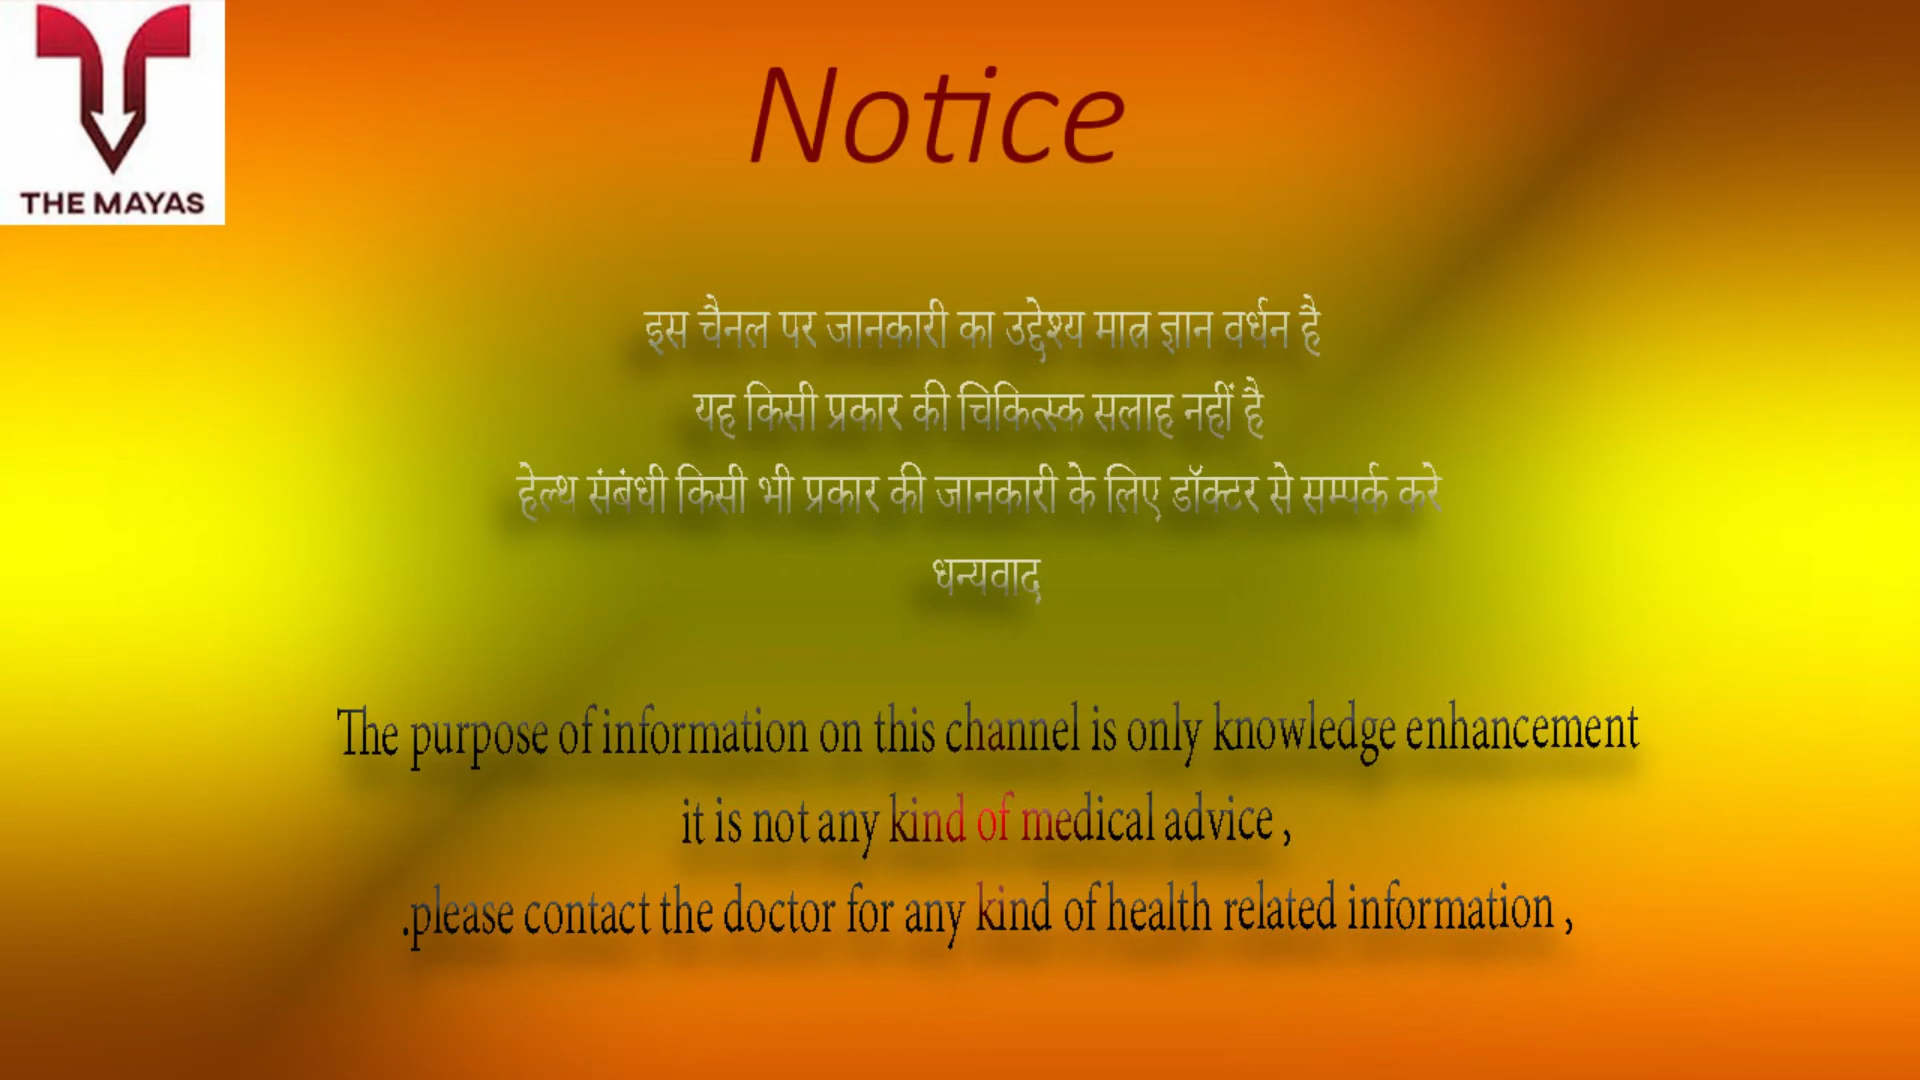 THE MAYAS
Notice
इस चैनल पर जानकारी का उद्देश्य मात्र ज्ञान वर्धन है
यह किसी प्रकार की चिकित्स्क सलाह नहीं है
हेल्थ संबंधी किसी भी प्रकार की जानकारी के लिए डॉक्टर से सम्पर्क करे
धन्यवाद
The purpose of information on this channel is only knowledge enhancement
it is not any kind of medical advice ,
.please contact the doctor for any kind of health related information ,